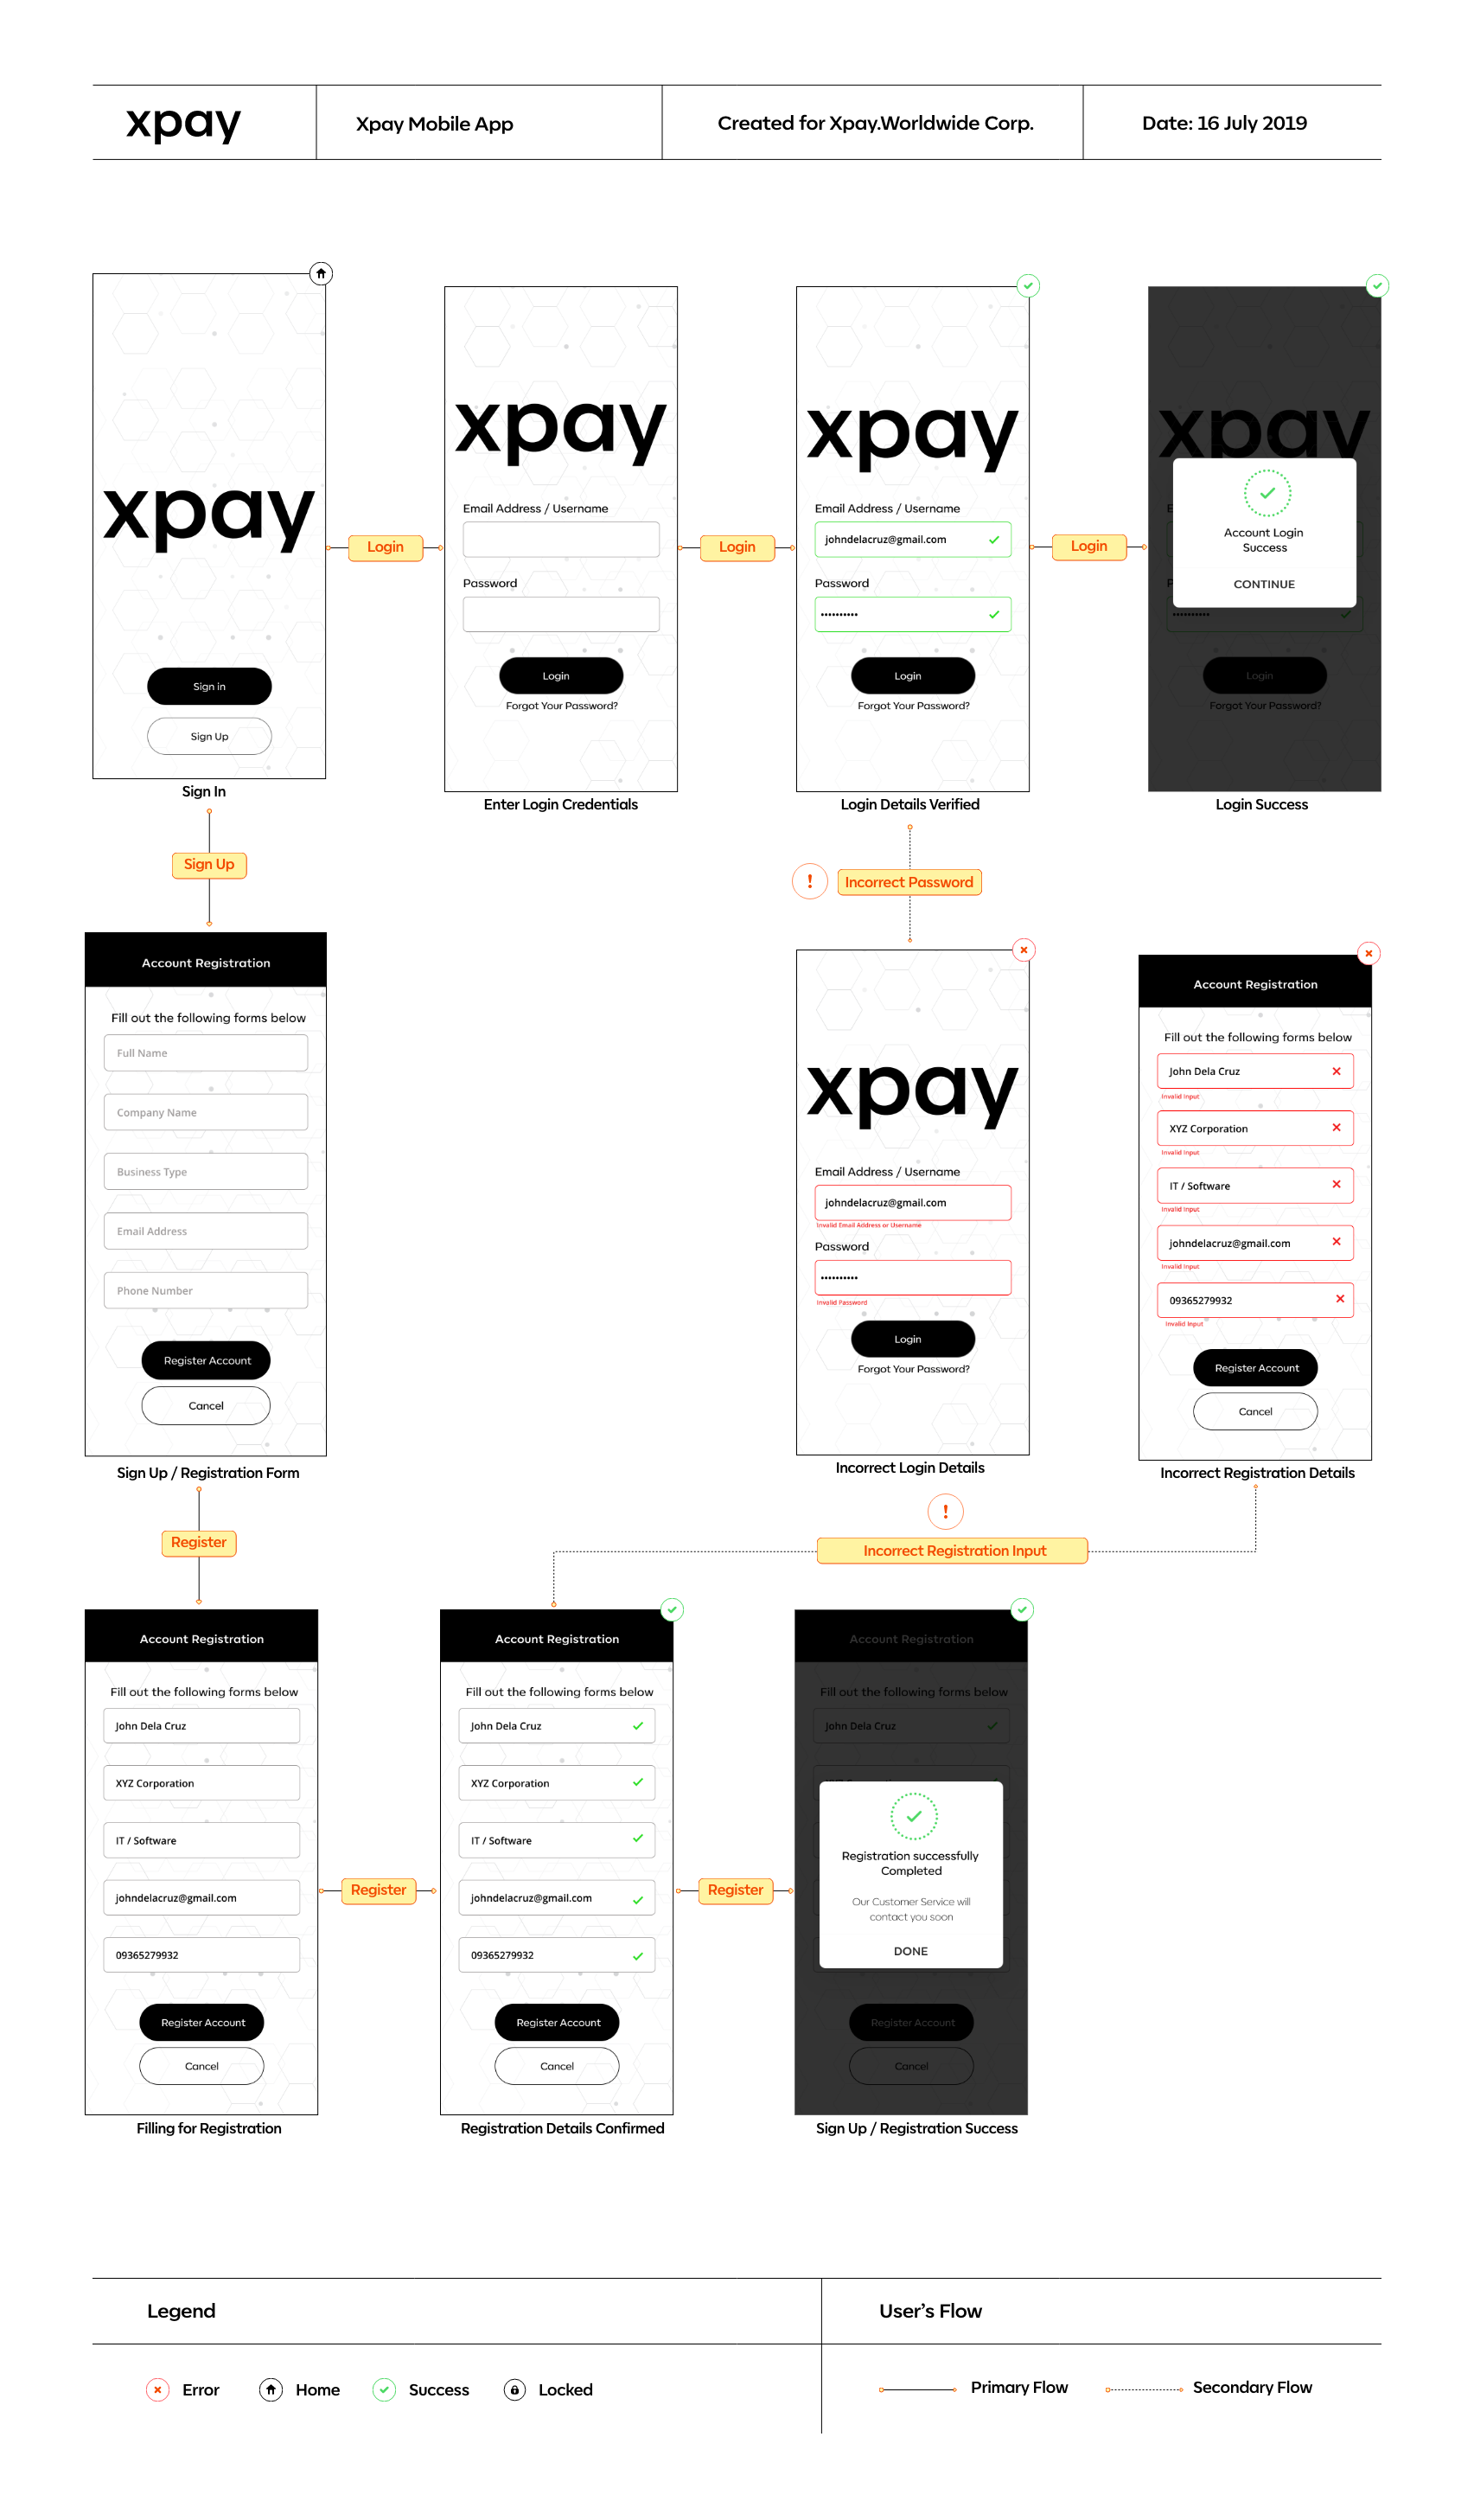 xpay
Xpay Mobile App
Created for Xpay.Worldwide Corp.
Date: 16 July 2019
xpay
Sign in
Sign Up
Sign In
Login
xpay
Email Address / Username
Password
Login
Forgot Your Password?
Enter Login Credentials
Login
xpay
Email Address / Username
johndelacruz@gmail.com
Password
••••••••••
Login
Forgot Your Password?
Login Details Verified
Login
xpay
E
Account Login
Success
CONTINUE
P
••••••••••
Login
Forgot Your Password?
Login Success
Sign Up
!
Incorrect Password
Account Registration
Fill out the following forms below
Full Name
Company Name
Business Type
Email Address
Phone Number
Register Account
Cancel
Sign Up / Registration Form
xpay
Email Address / Username
johndelacruz@gmail.com
Invalid Email Address or Username
Password
••••••••••
Invalid Password
Login
Forgot Your Password?
Incorrect Login Details
Account Registration
Fill out the following forms below
John Dela Cruz
Invalid Input
XYZ Corporation
Invalid Input
IT / Software
Invalid Input
johndelacruz@gmail.com
Invalid Input
09365279932
Invalid Input
Register Account
Cancel
Incorrect Registration Details
Register
!
Incorrect Registration Input
Account Registration
Fill out the following forms below
John Dela Cruz
XYZ Corporation
IT / Software
johndelacruz@gmail.com
09365279932
Register Account
Cancel
Filling for Registration
Register
Account Registration
Fill out the following forms below
John Dela Cruz
XYZ Corporation
IT / Software
johndelacruz@gmail.com
09365279932
Register Account
Cancel
Registration Details Confirmed
Register
Account Registration
Fill out the following forms below
John Dela Cruz
Registration successfully
Completed
Our Customer Service will
contact you soon
DONE
Register Account
Cancel
Sign Up / Registration Success
Legend
User's Flow
Error
Home
Success
Locked
Primary Flow
Secondary Flow